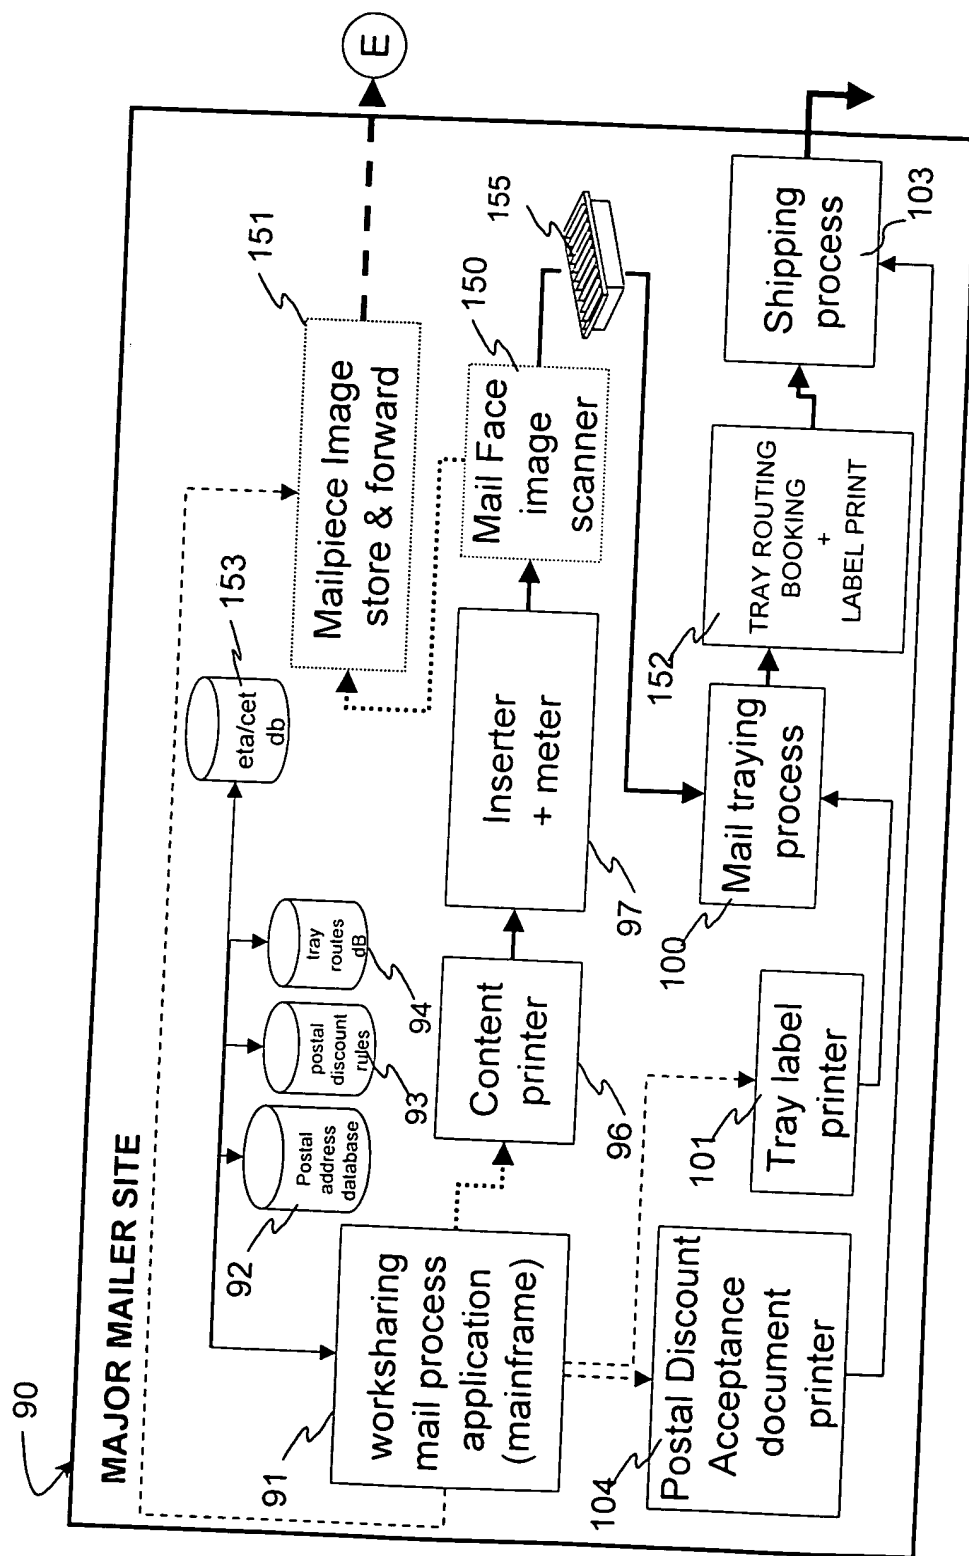 90
MAJOR MAILER SITE
91
worksharing
mail process
application
(mainframe)
92
Postal
address
database
postal
discount
rules
93
tray
routes
dB
94
eta/cet
db
153
151
Mailpiece Image
store & forward
E
Content
printer
96
Inserter
+ meter
97
Mail Face
image
scanner
150
155
104
Postal Discount
Acceptance
document
printer
101
Tray label
printer
100
Mail traying
process
152
TRAY ROUTING
BOOKING
+
LABEL PRINT
Shipping
process
103